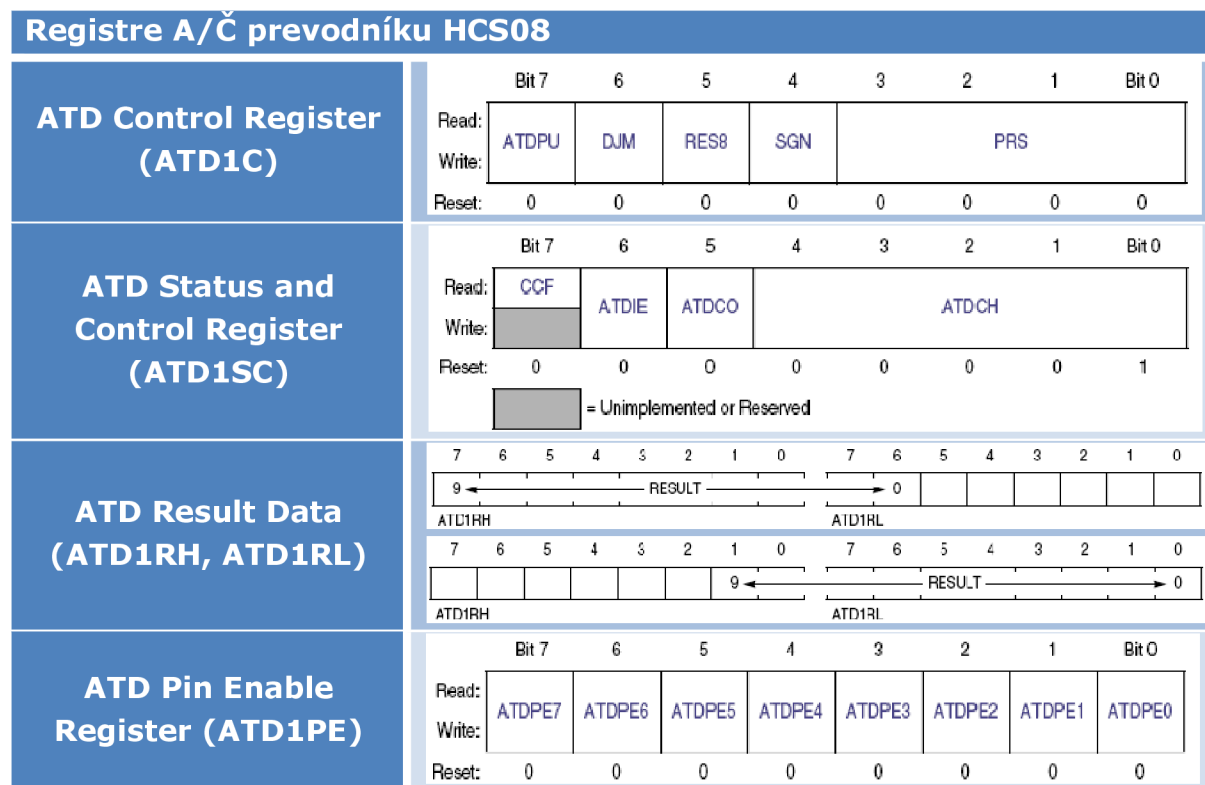 Registre A/Č prevodníku HCS08
ATD Control Register
(ATD1C)
Bit 7 6 5 4 3 2 1 Bit 0
Read:
Write:
ATDPU DJM RES8 SGN PRS
Reset: 0 0 0 0 0 0 0 0
ATD Status and
Control Register
(ATD1SC)
Bit 7 6 5 4 3 2 1 Bit 0
Read:
Write:
CCF ATDIE ATDCO ATDCH
Reset: 0 0 0 0 0 0 0 1
= Unimplemented or Reserved
ATD Result Data
(ATD1RH, ATD1RL)
7 6 5 4 3 2 1 0 7 6 5 4 3 2 1 0
9 RESULT 0
ATD1RH ATD1RL
7 6 5 4 3 2 1 0 7 6 5 4 3 2 1 0
9 RESULT 0
ATD1RH ATD1RL
ATD Pin Enable
Register (ATD1PE)
Bit 7 6 5 4 3 2 1 Bit 0
Read:
Write:
ATDPE7 ATDPE6 ATDPE5 ATDPE4 ATDPE3 ATDPE2 ATDPE1 ATDPE0
Reset: 0 0 0 0 0 0 0 0